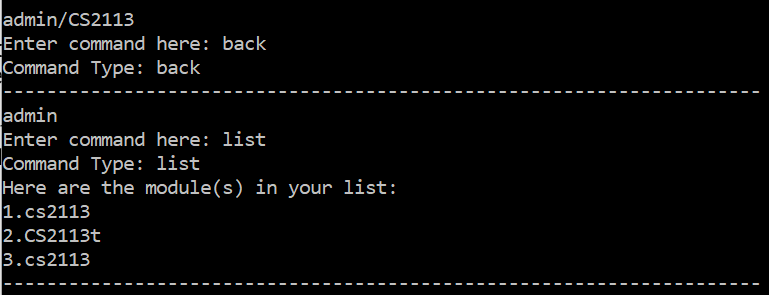 admin/CS2113
Enter command here: back
Command Type: back
---------------------------------------------------------------------
admin
Enter command here: list
Command Type: list
Here are the module(s) in your list:
1.cs2113
2.CS2113t
3.cs2113
---------------------------------------------------------------------